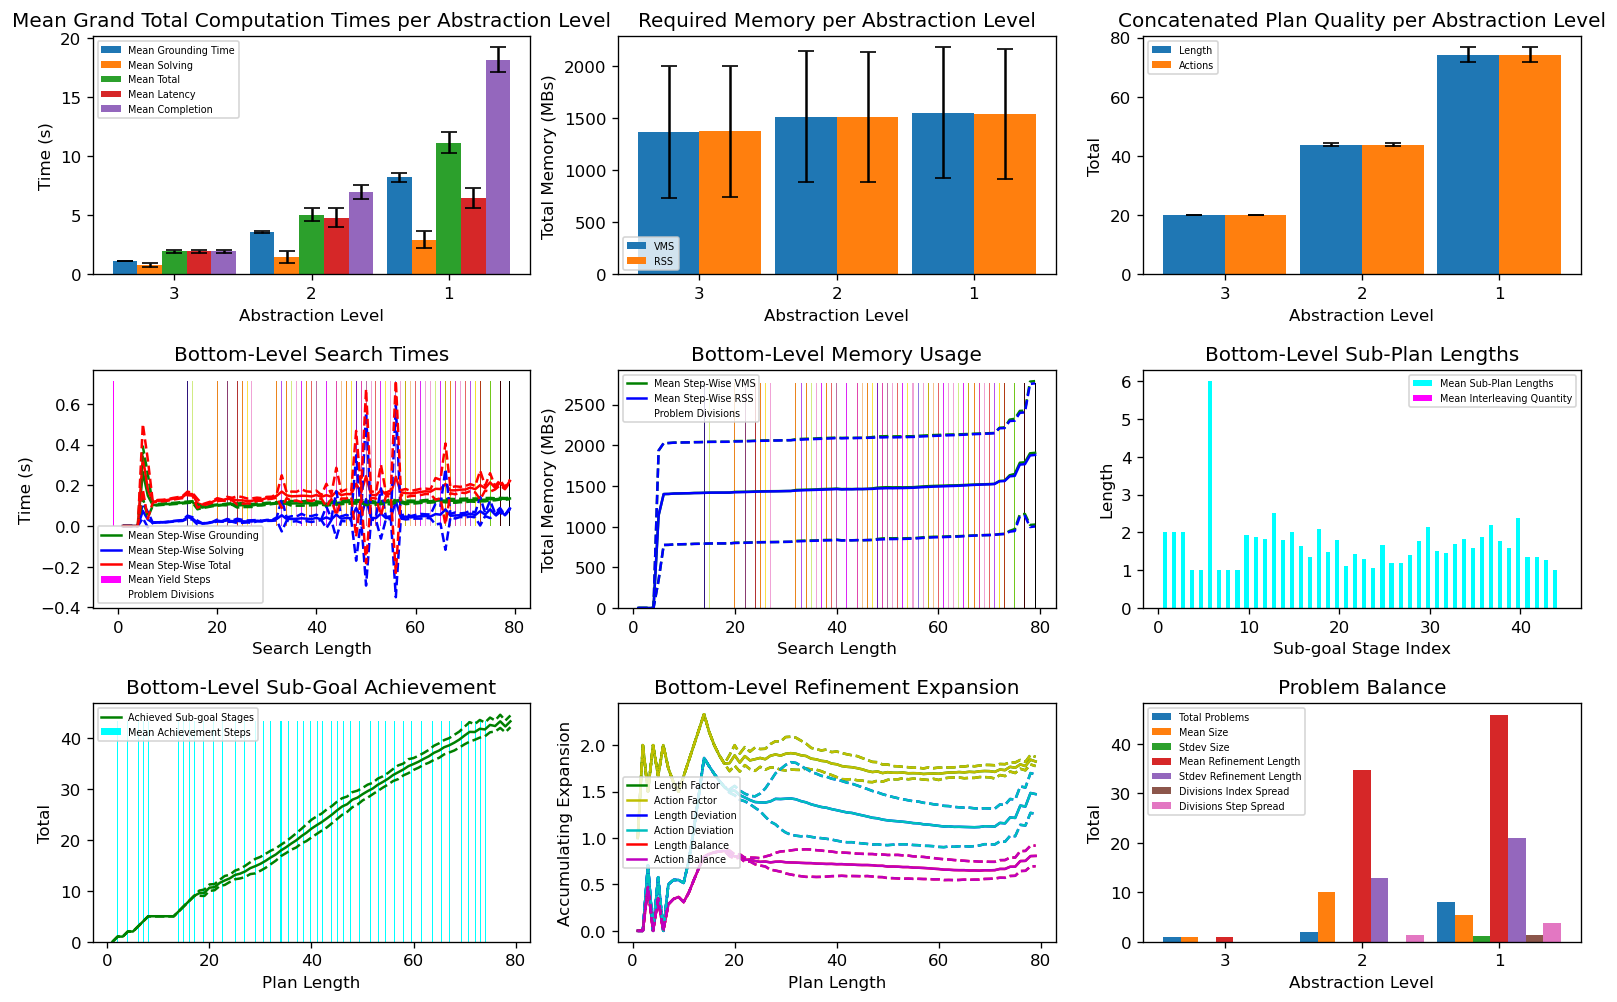 Mean Grand Total Computation Times per Abstraction Level
20
15
10
5
0
Time (s)
Mean Grounding Time
Mean Solving
Mean Total
Mean Latency
Mean Completion
3 2 1
Abstraction Level
Required Memory per Abstraction Level
2000
1500
1000
500
0
Total Memory (MBs)
VMS
RSS
3 2 1
Abstraction Level
Concatenated Plan Quality per Abstraction Level
80
60
40
20
0
Total
Length
Actions
3 2 1
Abstraction Level
Bottom-Level Search Times
0.6
0.4
0.2
0.0
−0.2
−0.4
Time (s)
Mean Step-Wise Grounding
Mean Step-Wise Solving
Mean Step-Wise Total
Mean Yield Steps
Problem Divisions
0 20 40 60 80
Search Length
Bottom-Level Memory Usage
2500
2000
1500
1000
500
0
Total Memory (MBs)
Mean Step-Wise VMS
Mean Step-Wise RSS
Problem Divisions
0 20 40 60 80
Search Length
Bottom-Level Sub-Plan Lengths
6
5
4
3
2
1
0
Length
Mean Sub-Plan Lengths
Mean Interleaving Quantity
0 10 20 30 40
Sub-goal Stage Index
Bottom-Level Sub-Goal Achievement
40
30
20
10
0
Total
Achieved Sub-goal Stages
Mean Achievement Steps
0 20 40 60 80
Plan Length
Bottom-Level Refinement Expansion
2.0
1.5
1.0
0.5
0.0
Accumulating Expansion
Length Factor
Action Factor
Length Deviation
Action Deviation
Length Balance
Action Balance
0 20 40 60 80
Plan Length
Problem Balance
40
30
20
10
0
Total
Total Problems
Mean Size
Stdev Size
Mean Refinement Length
Stdev Refinement Length
Divisions Index Spread
Divisions Step Spread
3 2 1
Abstraction Level